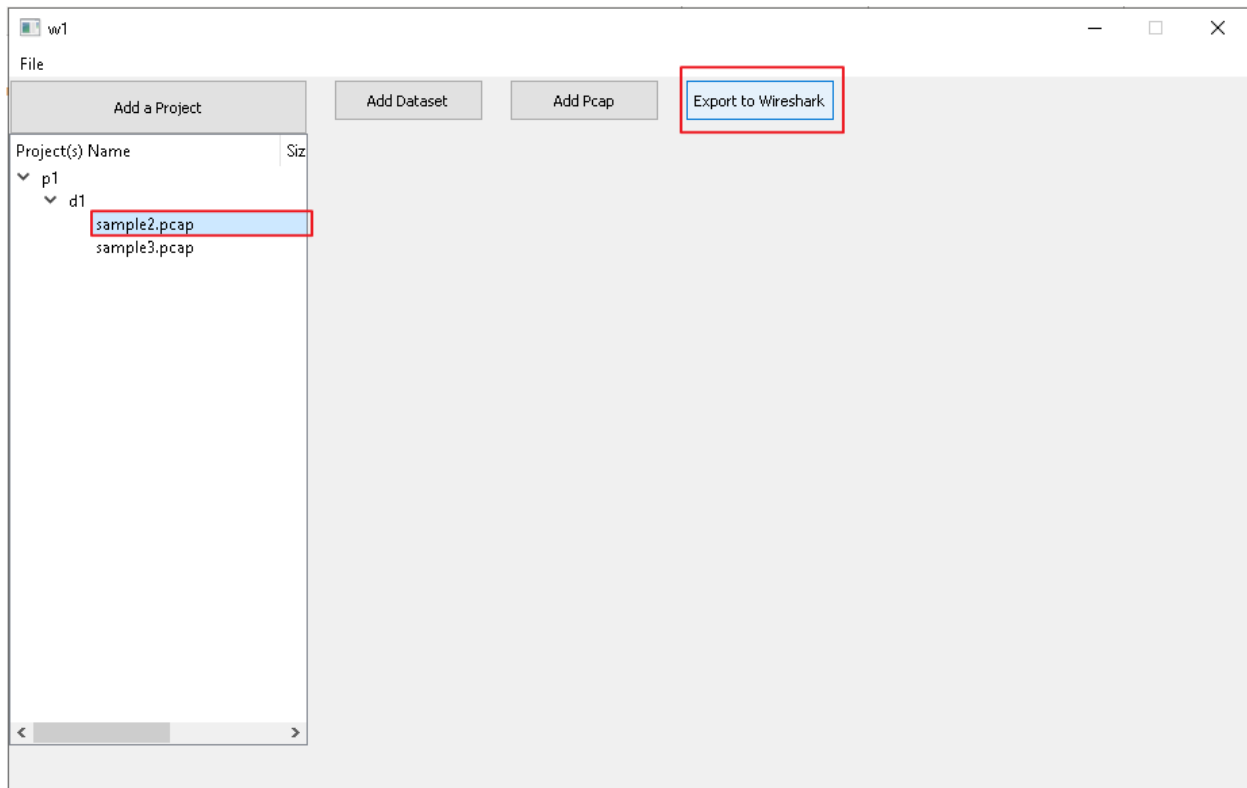 w1
File
Add a Project
Add Dataset
Add Pcap
Export to Wireshark
Project(s) Name Siz
p1
d1
sample2.pcap
sample3.pcap